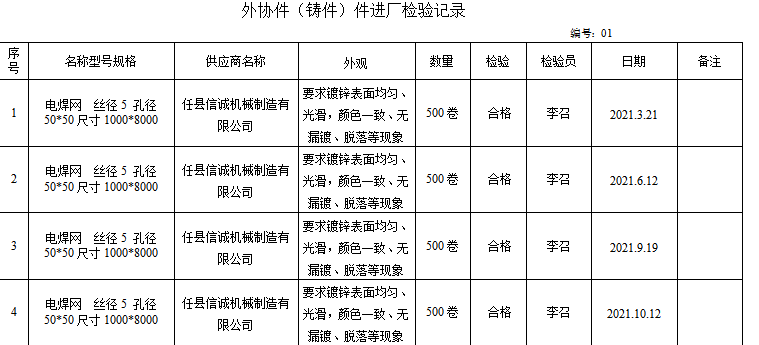 外协件（铸件）件进厂检验记录
编号：01
序号 名称型号规格 供应商名称 外观 数量 检验 检验员 日期 备注
1 电焊网 丝径 5 孔径 50*50 尺寸 1000*8000 任县信诚机械制造有限公司 要求镀锌表面均匀、光滑，颜色一致、无漏镀、脱落等现象 500 卷 合格 李召 2021.3.21
2 电焊网 丝径 5 孔径 50*50 尺寸 1000*8000 任县信诚机械制造有限公司 要求镀锌表面均匀、光滑，颜色一致、无漏镀、脱落等现象 500 卷 合格 李召 2021.6.12
3 电焊网 丝径 5 孔径 50*50 尺寸 1000*8000 任县信诚机械制造有限公司 要求镀锌表面均匀、光滑，颜色一致、无漏镀、脱落等现象 500 卷 合格 李召 2021.9.19
4 电焊网 丝径 5 孔径 50*50 尺寸 1000*8000 任县信诚机械制造有限公司 要求镀锌表面均匀、光滑，颜色一致、无漏镀、脱落等现象 500 卷 合格 李召 2021.10.12